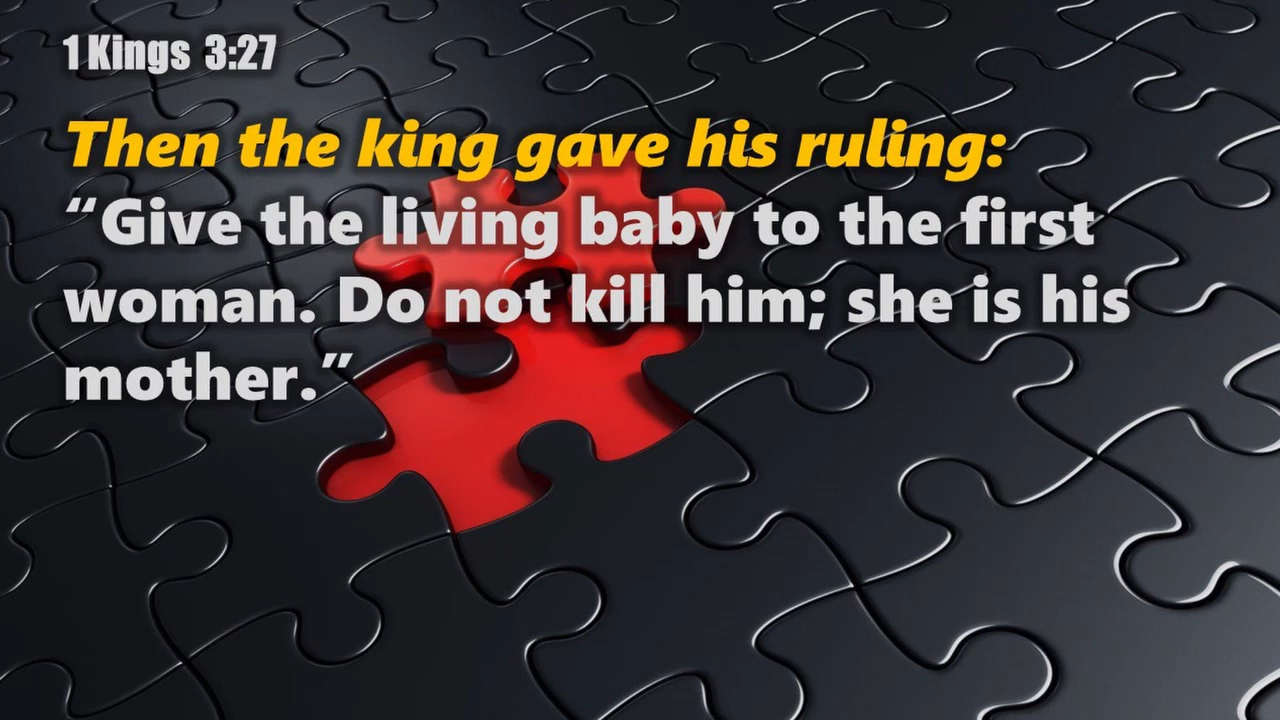 1 Kings 3:27
Then the king gave his ruling:
“Give the living baby to the first
woman. Do not kill him; she is his
mother.”